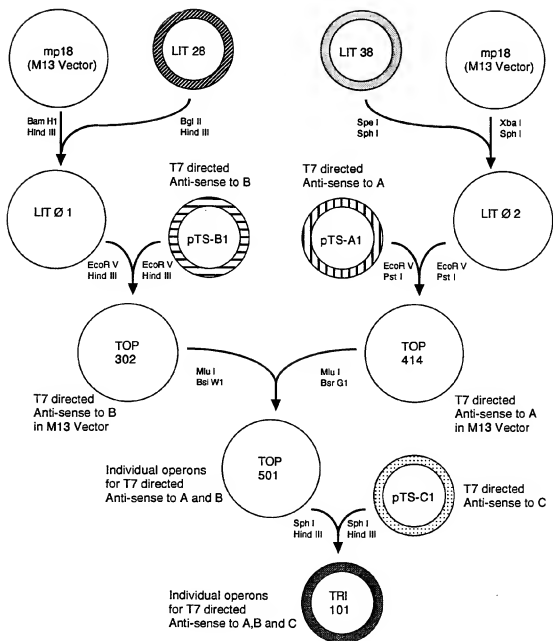 mp18
(M13 Vector)
LIT 28
LIT 38
mp18
(M13 Vector)
Bam H1
Hind III
Bgl II
Hind III
Spe I
Sph I
Xba I
Sph I
T7 directed
Anti-sense to B
T7 directed
Anti-sense to A
LIT Ø 1
pTS-B1
pTS-A1
LIT Ø 2
EcoR V
Hind III
EcoR V
Hind III
EcoR V
Pst I
EcoR V
Pst I
TOP
302
TOP
414
Mlu I
Bsi W1
Mlu I
Bsr G1
T7 directed
Anti-sense to B
in M13 Vector
T7 directed
Anti-sense to A
in M13 Vector
TOP
501
Individual operons
for T7 directed
Anti-sense to A and B
pTS-C1
T7 directed
Anti-sense to C
Sph I
Hind III
Sph I
Hind III
TRI
101
Individual operons
for T7 directed
Anti-sense to A,B and C